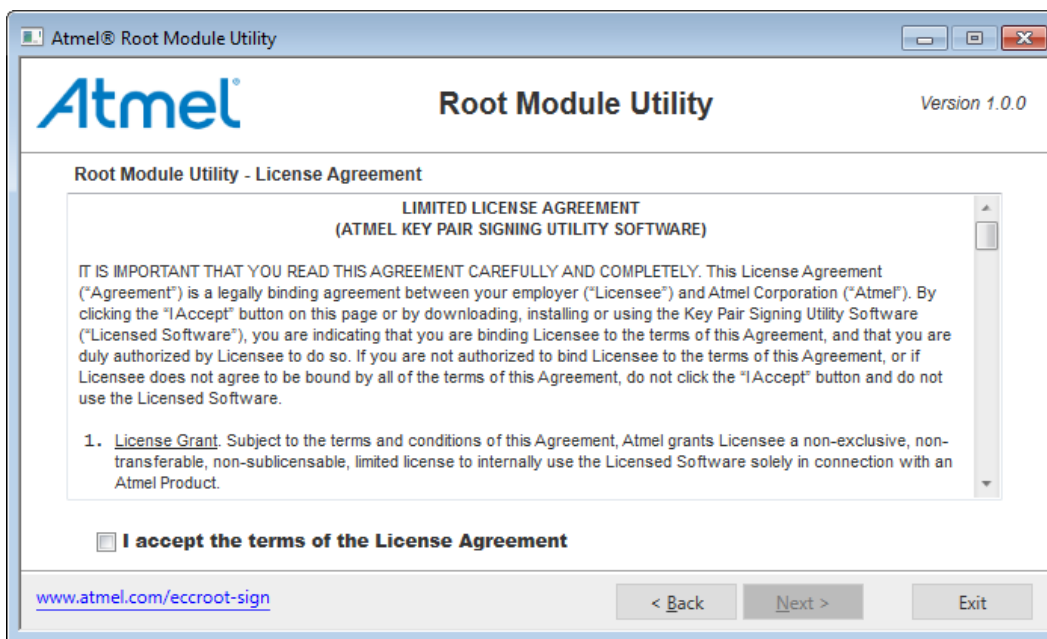 Atmel® Root Module Utility
Atmel®
Root Module Utility
Version 1.0.0
Root Module Utility - License Agreement
LIMITED LICENSE AGREEMENT
(ATMEL KEY PAIR SIGNING UTILITY SOFTWARE)
IT IS IMPORTANT THAT YOU READ THIS AGREEMENT CAREFULLY AND COMPLETELY. This License Agreement
(“Agreement”) is a legally binding agreement between your employer (“Licensee”) and Atmel Corporation (“Atmel”). By
clicking the “I Accept” button on this page or by downloading, installing or using the Key Pair Signing Utility Software
(“Licensed Software”), you are indicating that you are binding Licensee to the terms of this Agreement, and that you are
duly authorized by Licensee to do so. If you are not authorized to bind Licensee to the terms of this Agreement, or if
Licensee does not agree to be bound by all of the terms of this Agreement, do not click the “I Accept” button and do not
use the Licensed Software.
1. License Grant. Subject to the terms and conditions of this Agreement, Atmel grants Licensee a non-exclusive, non-
transferable, non-sublicensable, limited license to internally use the Licensed Software solely in connection with an
Atmel Product.
I accept the terms of the License Agreement
www.atmel.com/eccroot-sign
< Back
Next >
Exit